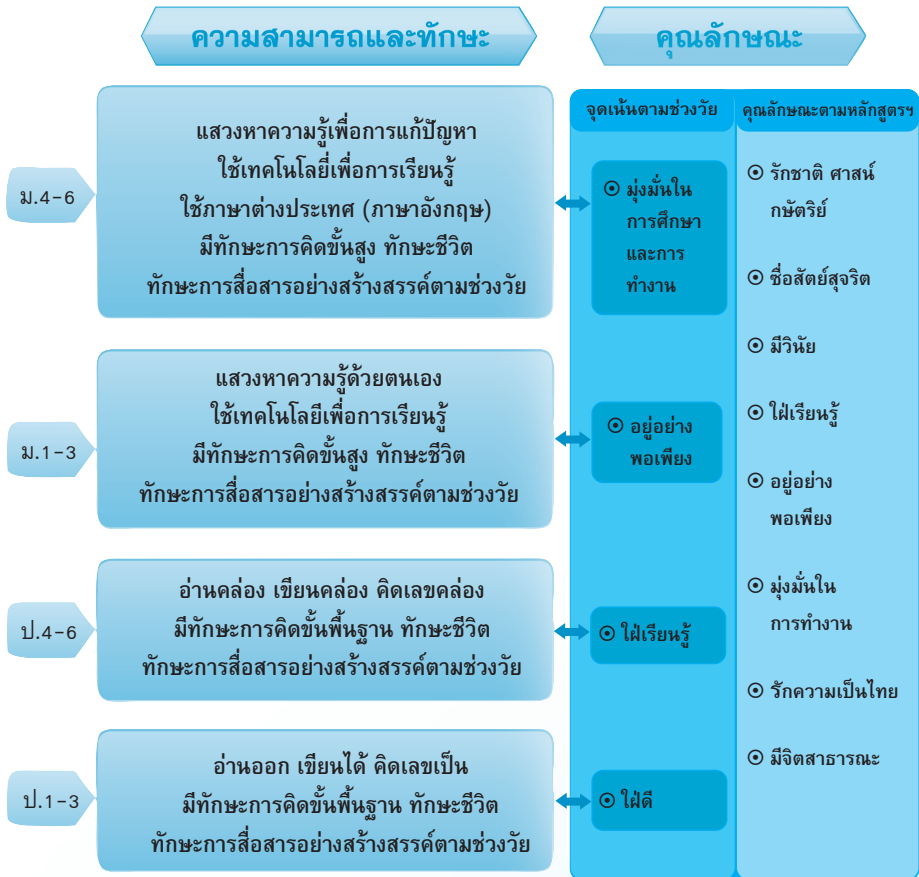 ความสามารถและทักษะ
คุณลักษณะ
จุดเน้นตามช่วงวัย
คุณลักษณะตามหลักสูตรฯ
ม.4-6
แสวงหาความรู้เพื่อการแก้ปัญหา
ใช้เทคโนโลยี่เพื่อการเรียนรู้
ใช้ภาษาต่างประเทศ (ภาษาอังกฤษ)
มีทักษะการคิดขั้นสูง ทักษะชีวิต
ทักษะการสื่อสารอย่างสร้างสรรค์ตามช่วงวัย
มุ่งมั่นใน
การศึกษา
และการ
ทำงาน
ม.1-3
แสวงหาความรู้ด้วยตนเอง
ใช้เทคโนโลยีเพื่อการเรียนรู้
มีทักษะการคิดขั้นสูง ทักษะชีวิต
ทักษะการสื่อสารอย่างสร้างสรรค์ตามช่วงวัย
อยู่อย่าง
พอเพียง
ป.4-6
อ่านคล่อง เขียนคล่อง คิดเลขคล่อง
มีทักษะการคิดขั้นพื้นฐาน ทักษะชีวิต
ทักษะการสื่อสารอย่างสร้างสรรค์ตามช่วงวัย
ใฝ่เรียนรู้
ป.1-3
อ่านออก เขียนได้ คิดเลขเป็น
มีทักษะการคิดขั้นพื้นฐาน ทักษะชีวิต
ทักษะการสื่อสารอย่างสร้างสรรค์ตามช่วงวัย
ใฝ่ดี
รักชาติ ศาสน์
กษัตริย์
ซื่อสัตย์สุจริต
มีวินัย
ใฝ่เรียนรู้
อยู่อย่าง
พอเพียง
มุ่งมั่นใน
การทำงาน
รักความเป็นไทย
มีจิตสาธารณะ